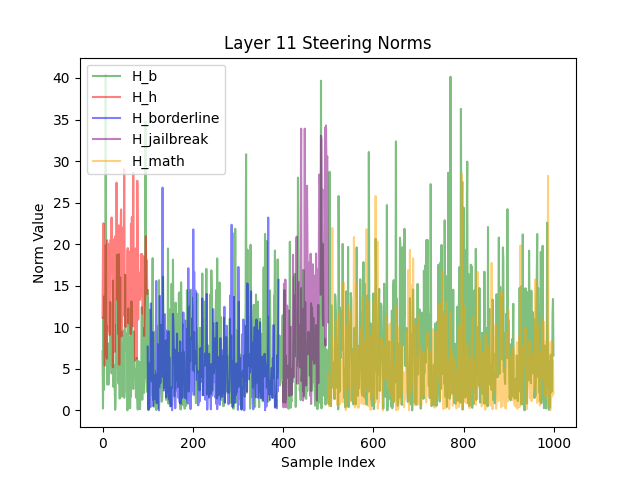 Layer 11 Steering Norms
H_b
H_h
H_borderline
H_jailbreak
H_math
Norm Value
40
35
30
25
20
15
10
5
0
0 200 400 600 800 1000
Sample Index